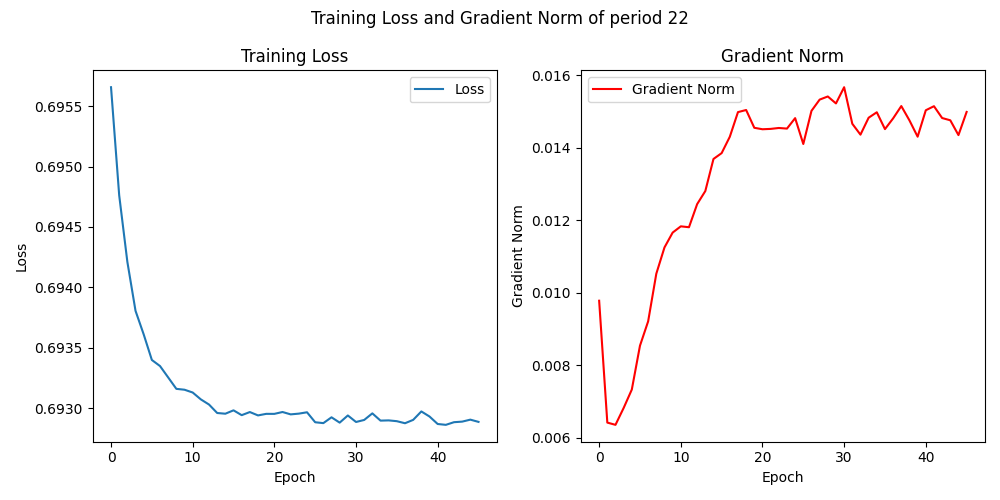 Training Loss and Gradient Norm of period 22
Training Loss
Loss
0.6955
0.6950
0.6945
0.6940
0.6935
0.6930
Loss
0
10
20
30
40
Epoch
Gradient Norm
Gradient Norm
0.016
0.014
0.012
0.010
0.008
0.006
Gradient Norm
0
10
20
30
40
Epoch